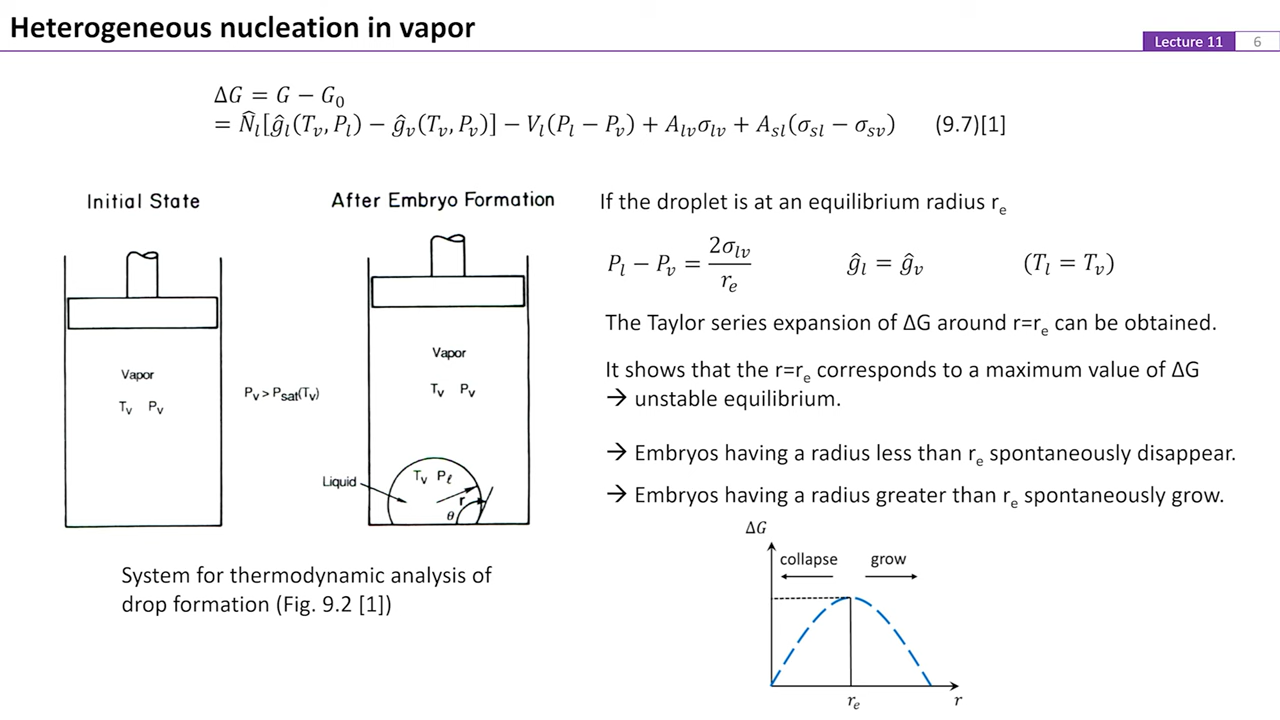 Heterogeneous nucleation in vapor
Lecture 11
6
ΔG = G − G₀
= N̂ₗ[ĝₗ(Tᵥ, Pₗ) − ĝᵥ(Tᵥ, Pᵥ)] − Vₗ(Pₗ − Pᵥ) + Aₗᵥσₗᵥ + Aₛₗ(σₛₗ − σₛᵥ) (9.7)[1]
Initial State
After Embryo Formation
Vapor
Tᵥ Pᵥ
Pᵥ > Psat(Tᵥ)
Vapor
Tᵥ Pᵥ
Liquid
Tᵥ Pℓ
r
θ
System for thermodynamic analysis of
drop formation (Fig. 9.2 [1])
If the droplet is at an equilibrium radius rₑ
Pₗ − Pᵥ = 2σₗᵥ/rₑ ĝₗ = ĝᵥ (Tₗ = Tᵥ)
The Taylor series expansion of ΔG around r=rₑ can be obtained.
It shows that the r=rₑ corresponds to a maximum value of ΔG
→ unstable equilibrium.
→ Embryos having a radius less than rₑ spontaneously disappear.
→ Embryos having a radius greater than rₑ spontaneously grow.
ΔG
collapse
grow
rₑ
r